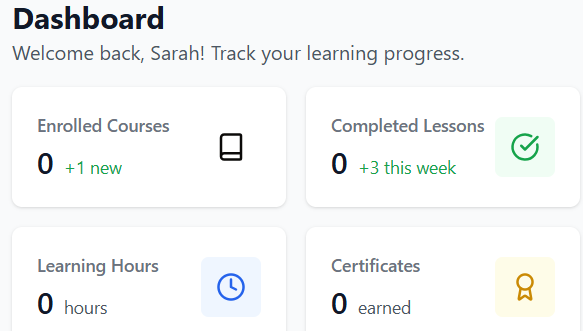 Dashboard
Welcome back, Sarah! Track your learning progress.
Enrolled Courses
0 +1 new
Completed Lessons
0 +3 this week
Learning Hours
0 hours
Certificates
0 earned